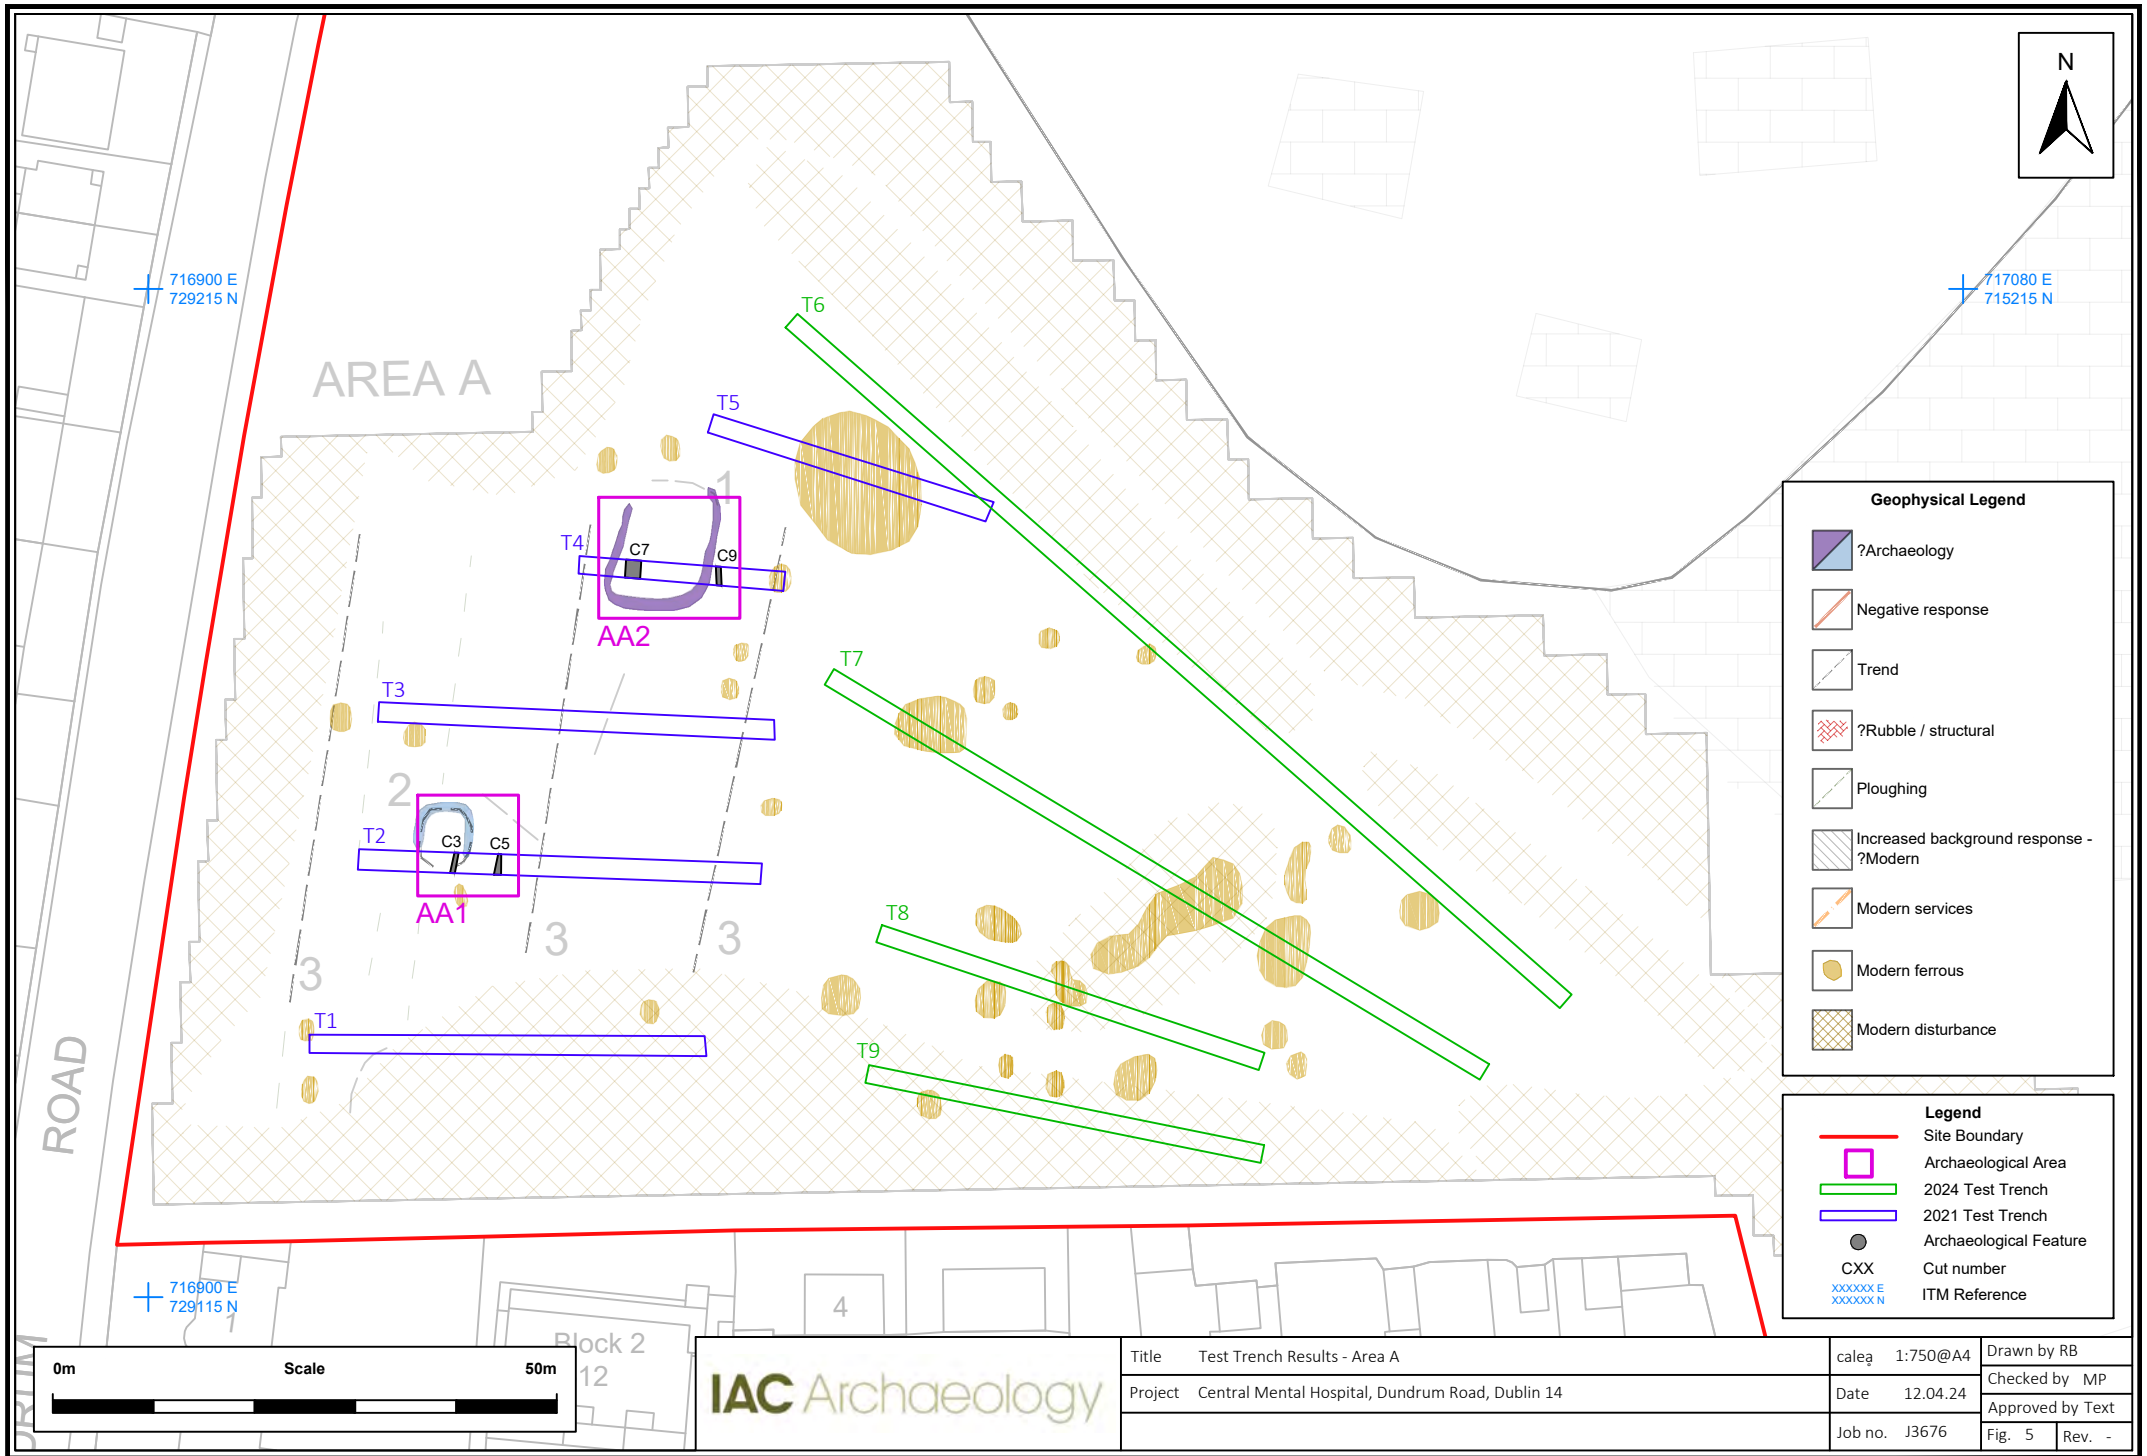 N
716900 E
729215 N
717080 E
715215 N
T6
AREA A
T5
1
T4
C7
C9
AA2
T7
T3
2
T2
C3
C5
AA1
T8
3
3
3
T1
T9
ROAD
Geophysical Legend
?Archaeology
Negative response
Trend
?Rubble / structural
Ploughing
Increased background response -
?Modern
Modern services
Modern ferrous
Modern disturbance
Legend
Site Boundary
Archaeological Area
2024 Test Trench
2021 Test Trench
Archaeological Feature
CXX Cut number
XXXXXX E
XXXXXX N
ITM Reference
716900 E
729115 N
1
4
Block 2
12
0m Scale 50m
IAC Archaeology
Title Test Trench Results - Area A
Project Central Mental Hospital, Dundrum Road, Dublin 14
1:750@A4
Date 12.04.24
Job no. J3676
Drawn by RB
Checked by MP
Approved by Text
Fig. 5 Rev. -